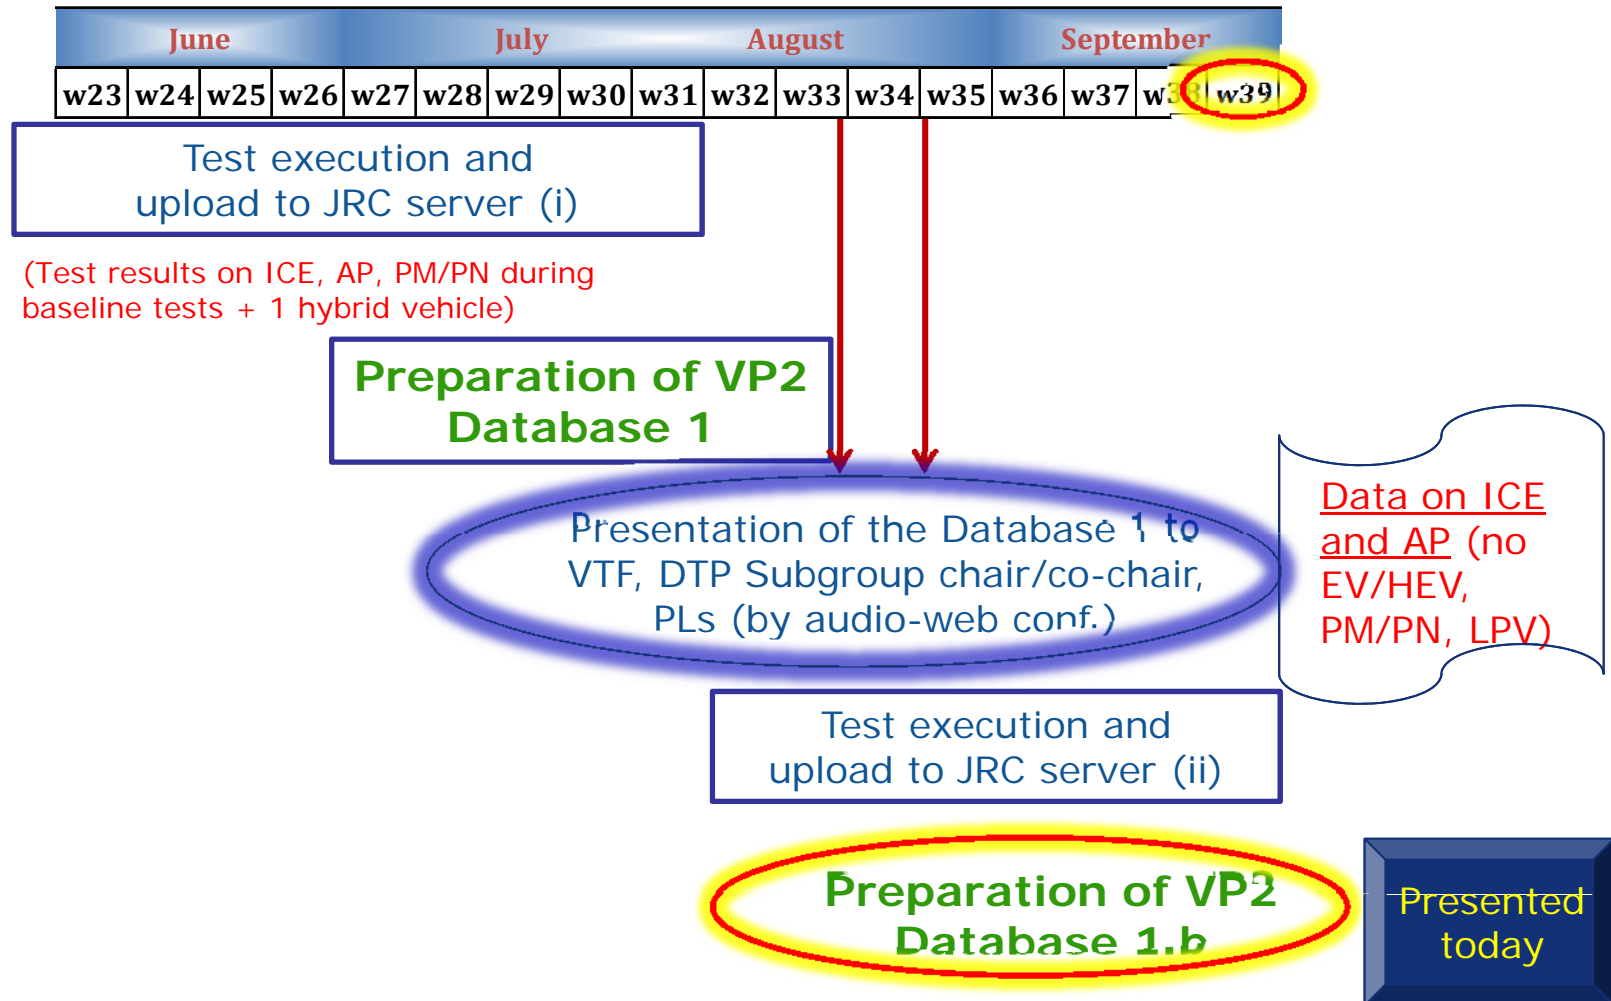 June July August September
w23 w24 w25 w26 w27 w28 w29 w30 w31 w32 w33 w34 w35 w36 w37 w38 w39
Test execution and
upload to JRC server (i)
(Test results on ICE, AP, PM/PN during
baseline tests + 1 hybrid vehicle)
Preparation of VP2
Database 1
Presentation of the Database 1 to
VTF, DTP Subgroup chair/co-chair,
PLs (by audio-web conf.)
Data on ICE
and AP (no
EV/HEV,
PM/PN, LPV)
Test execution and
upload to JRC server (ii)
Preparation of VP2
Database 1.b
Presented
today